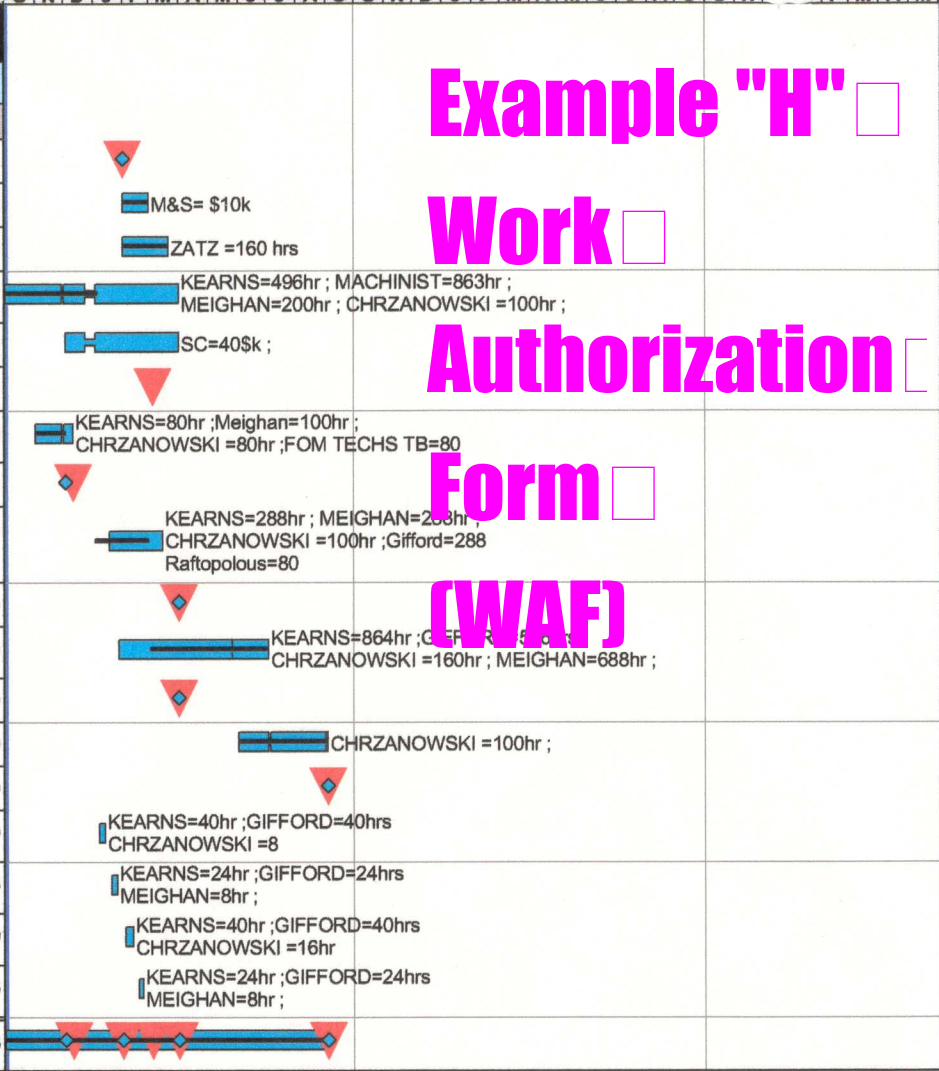 Example "H"
Work
Authorization
Form
(WAF)
M&S= $10k
ZATZ =160 hrs
KEARNS=496hr ; MACHINIST=863hr ;
MEIGHAN=200hr ; CHRZANOWSKI =100hr ;
SC=40$k ;
KEARNS=80hr ;Meighan=100hr ;
CHRZANOWSKI =80hr ;FOM TECHS TB=80
KEARNS=288hr ; MEIGHAN=288hr ;
CHRZANOWSKI =100hr ;Gifford=288
Raftopolous=80
KEARNS=864hr ;
CHRZANOWSKI =160hr ; MEIGHAN=688hr ;
CHRZANOWSKI =100hr ;
KEARNS=40hr ;GIFFORD=40hrs
CHRZANOWSKI =8
KEARNS=24hr ;GIFFORD=24hrs
MEIGHAN=8hr ;
KEARNS=40hr ;GIFFORD=40hrs
CHRZANOWSKI =16hr
KEARNS=24hr ;GIFFORD=24hrs
MEIGHAN=8hr ;